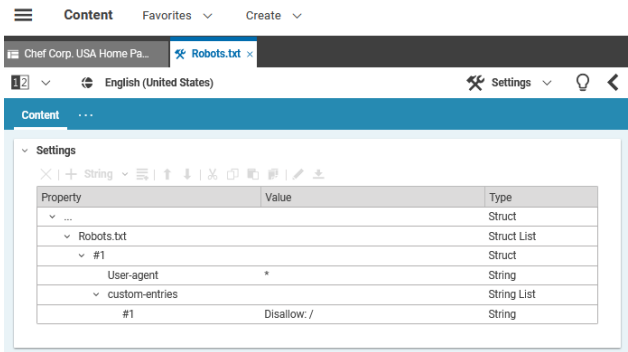 Content Favorites Create
Chef Corp. USA Home Pa... Robots.txt ×
12 English (United States) Settings
Content ...
Settings
String
Property Value Type
... Struct
Robots.txt Struct List
#1 Struct
User-agent * String
custom-entries String List
#1 Disallow: / String